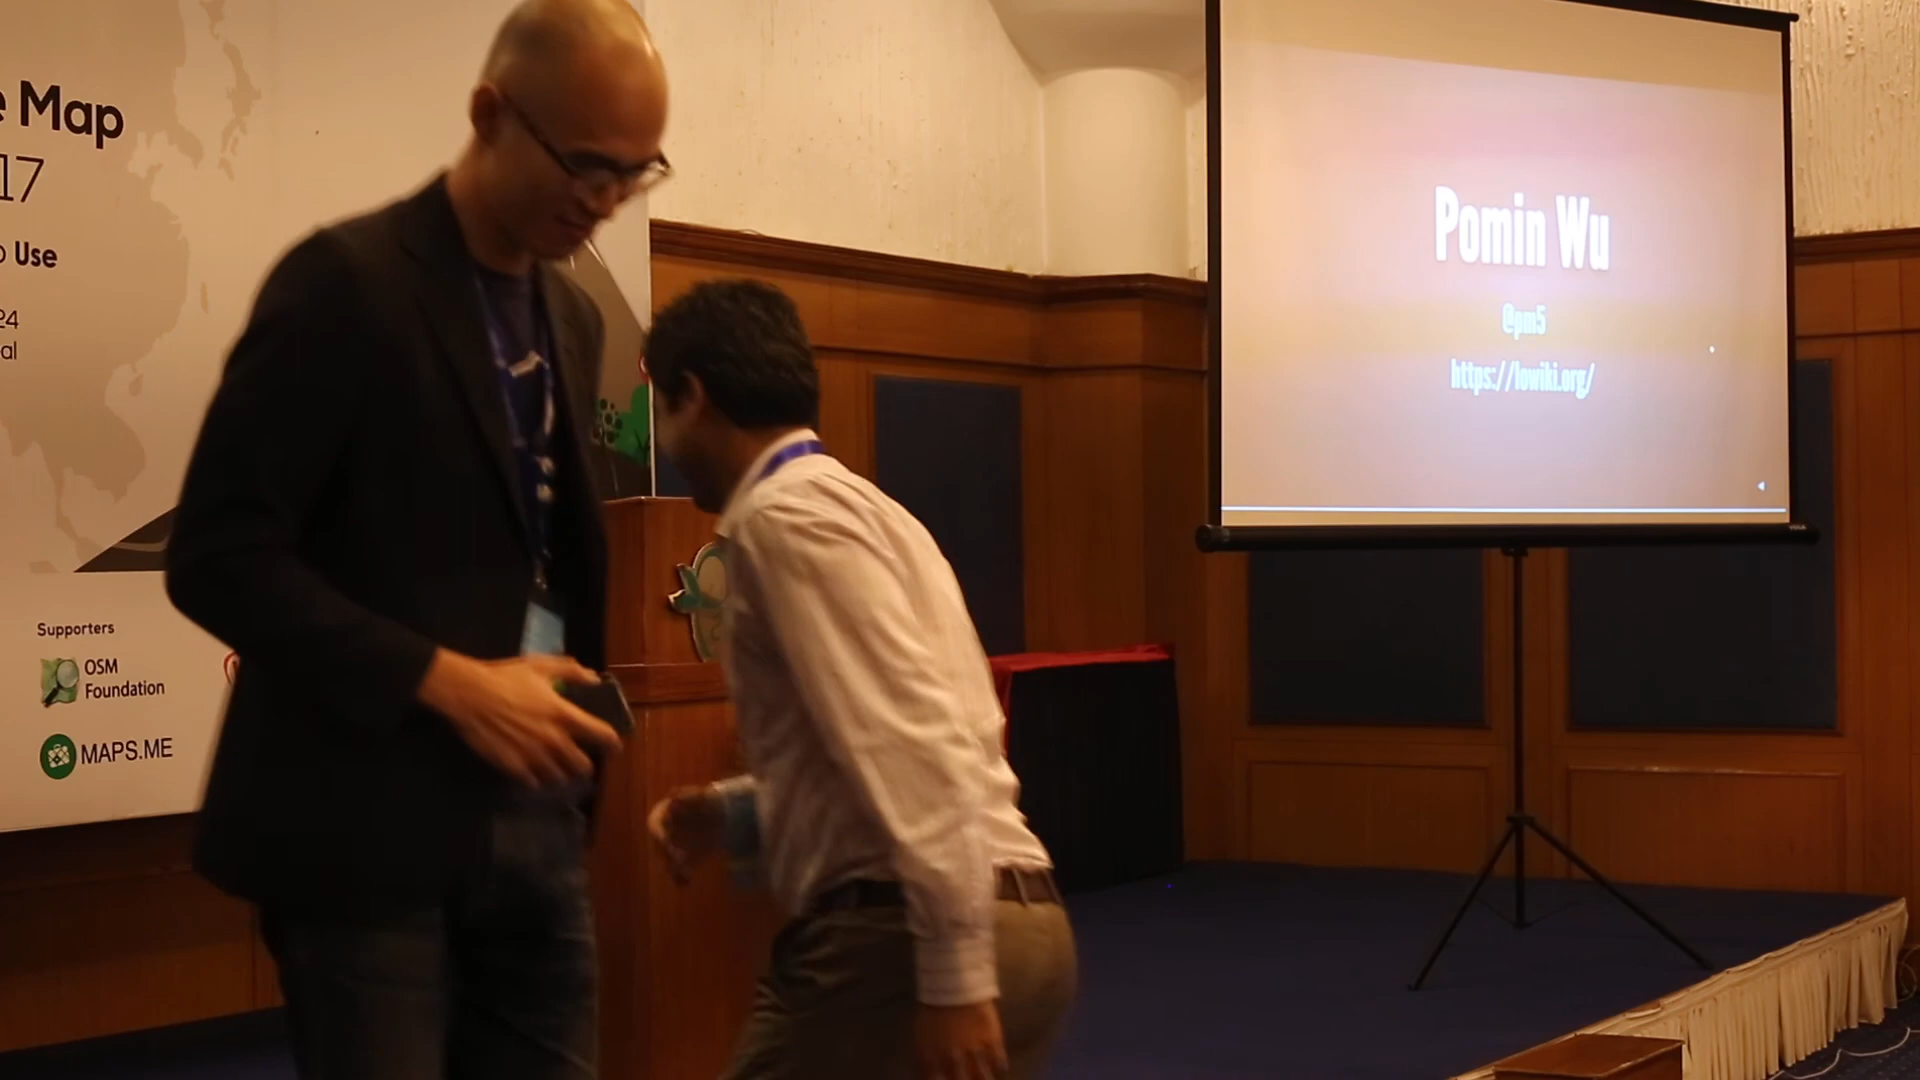 e Map
17
o Use
24
al
Supporters
OSM
Foundation
MAPS.ME
Pomin Wu
@pm5
https://lowiki.org/